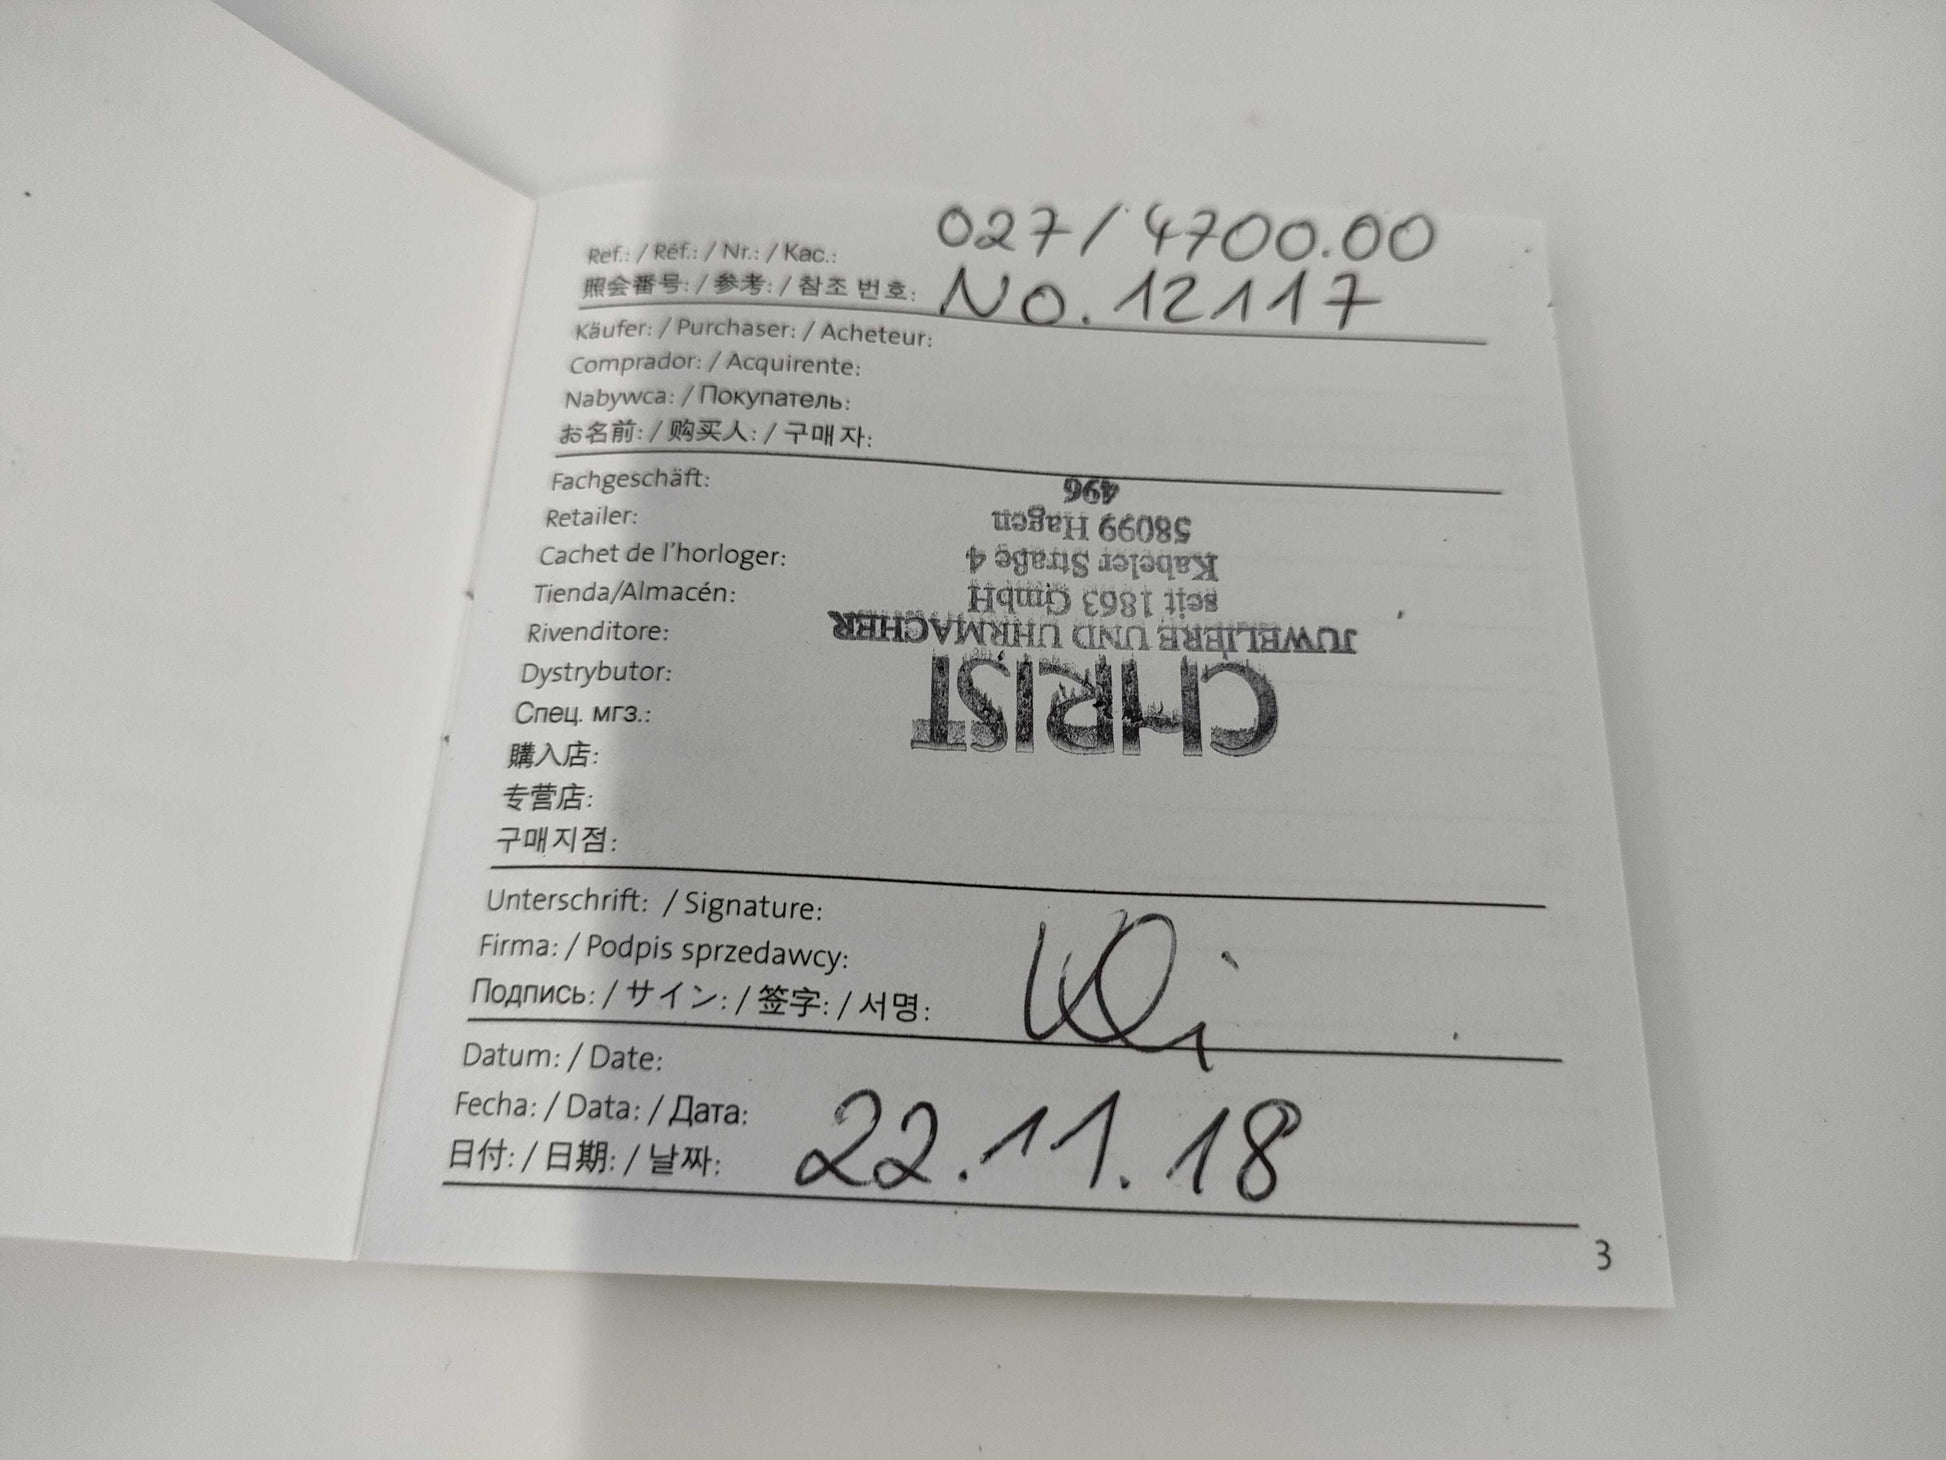 Ref.: / Réf.: / Nr.: / Kac.: 027/4700.00
照会番号: / 参考: / 참조 번호: No. 12117
Käufer: / Purchaser: / Acheteur:
Comprador: / Acquirente:
Nabywca: / Покупатель:
お名前: / 购买人: / 구매자:
Fachgeschäft:
Retailer:
Cachet de l'horloger:
Tienda/Almacén:
Rivenditore:
Dystrybutor:
Спец. мгз.:
購入店:
专营店:
구매지점:
CHRIST
JUWELIERE UND UHRMACHER
seit 1863 GmbH
Kabeler Straße 4
58099 Hagen
496
Unterschrift: / Signature:
Firma: / Podpis sprzedawcy:
Подпись: / サイン: / 签字: / 서명:
Datum: / Date:
Fecha: / Data: / Дата:
日付: / 日期: / 날짜: 22.11.18
3